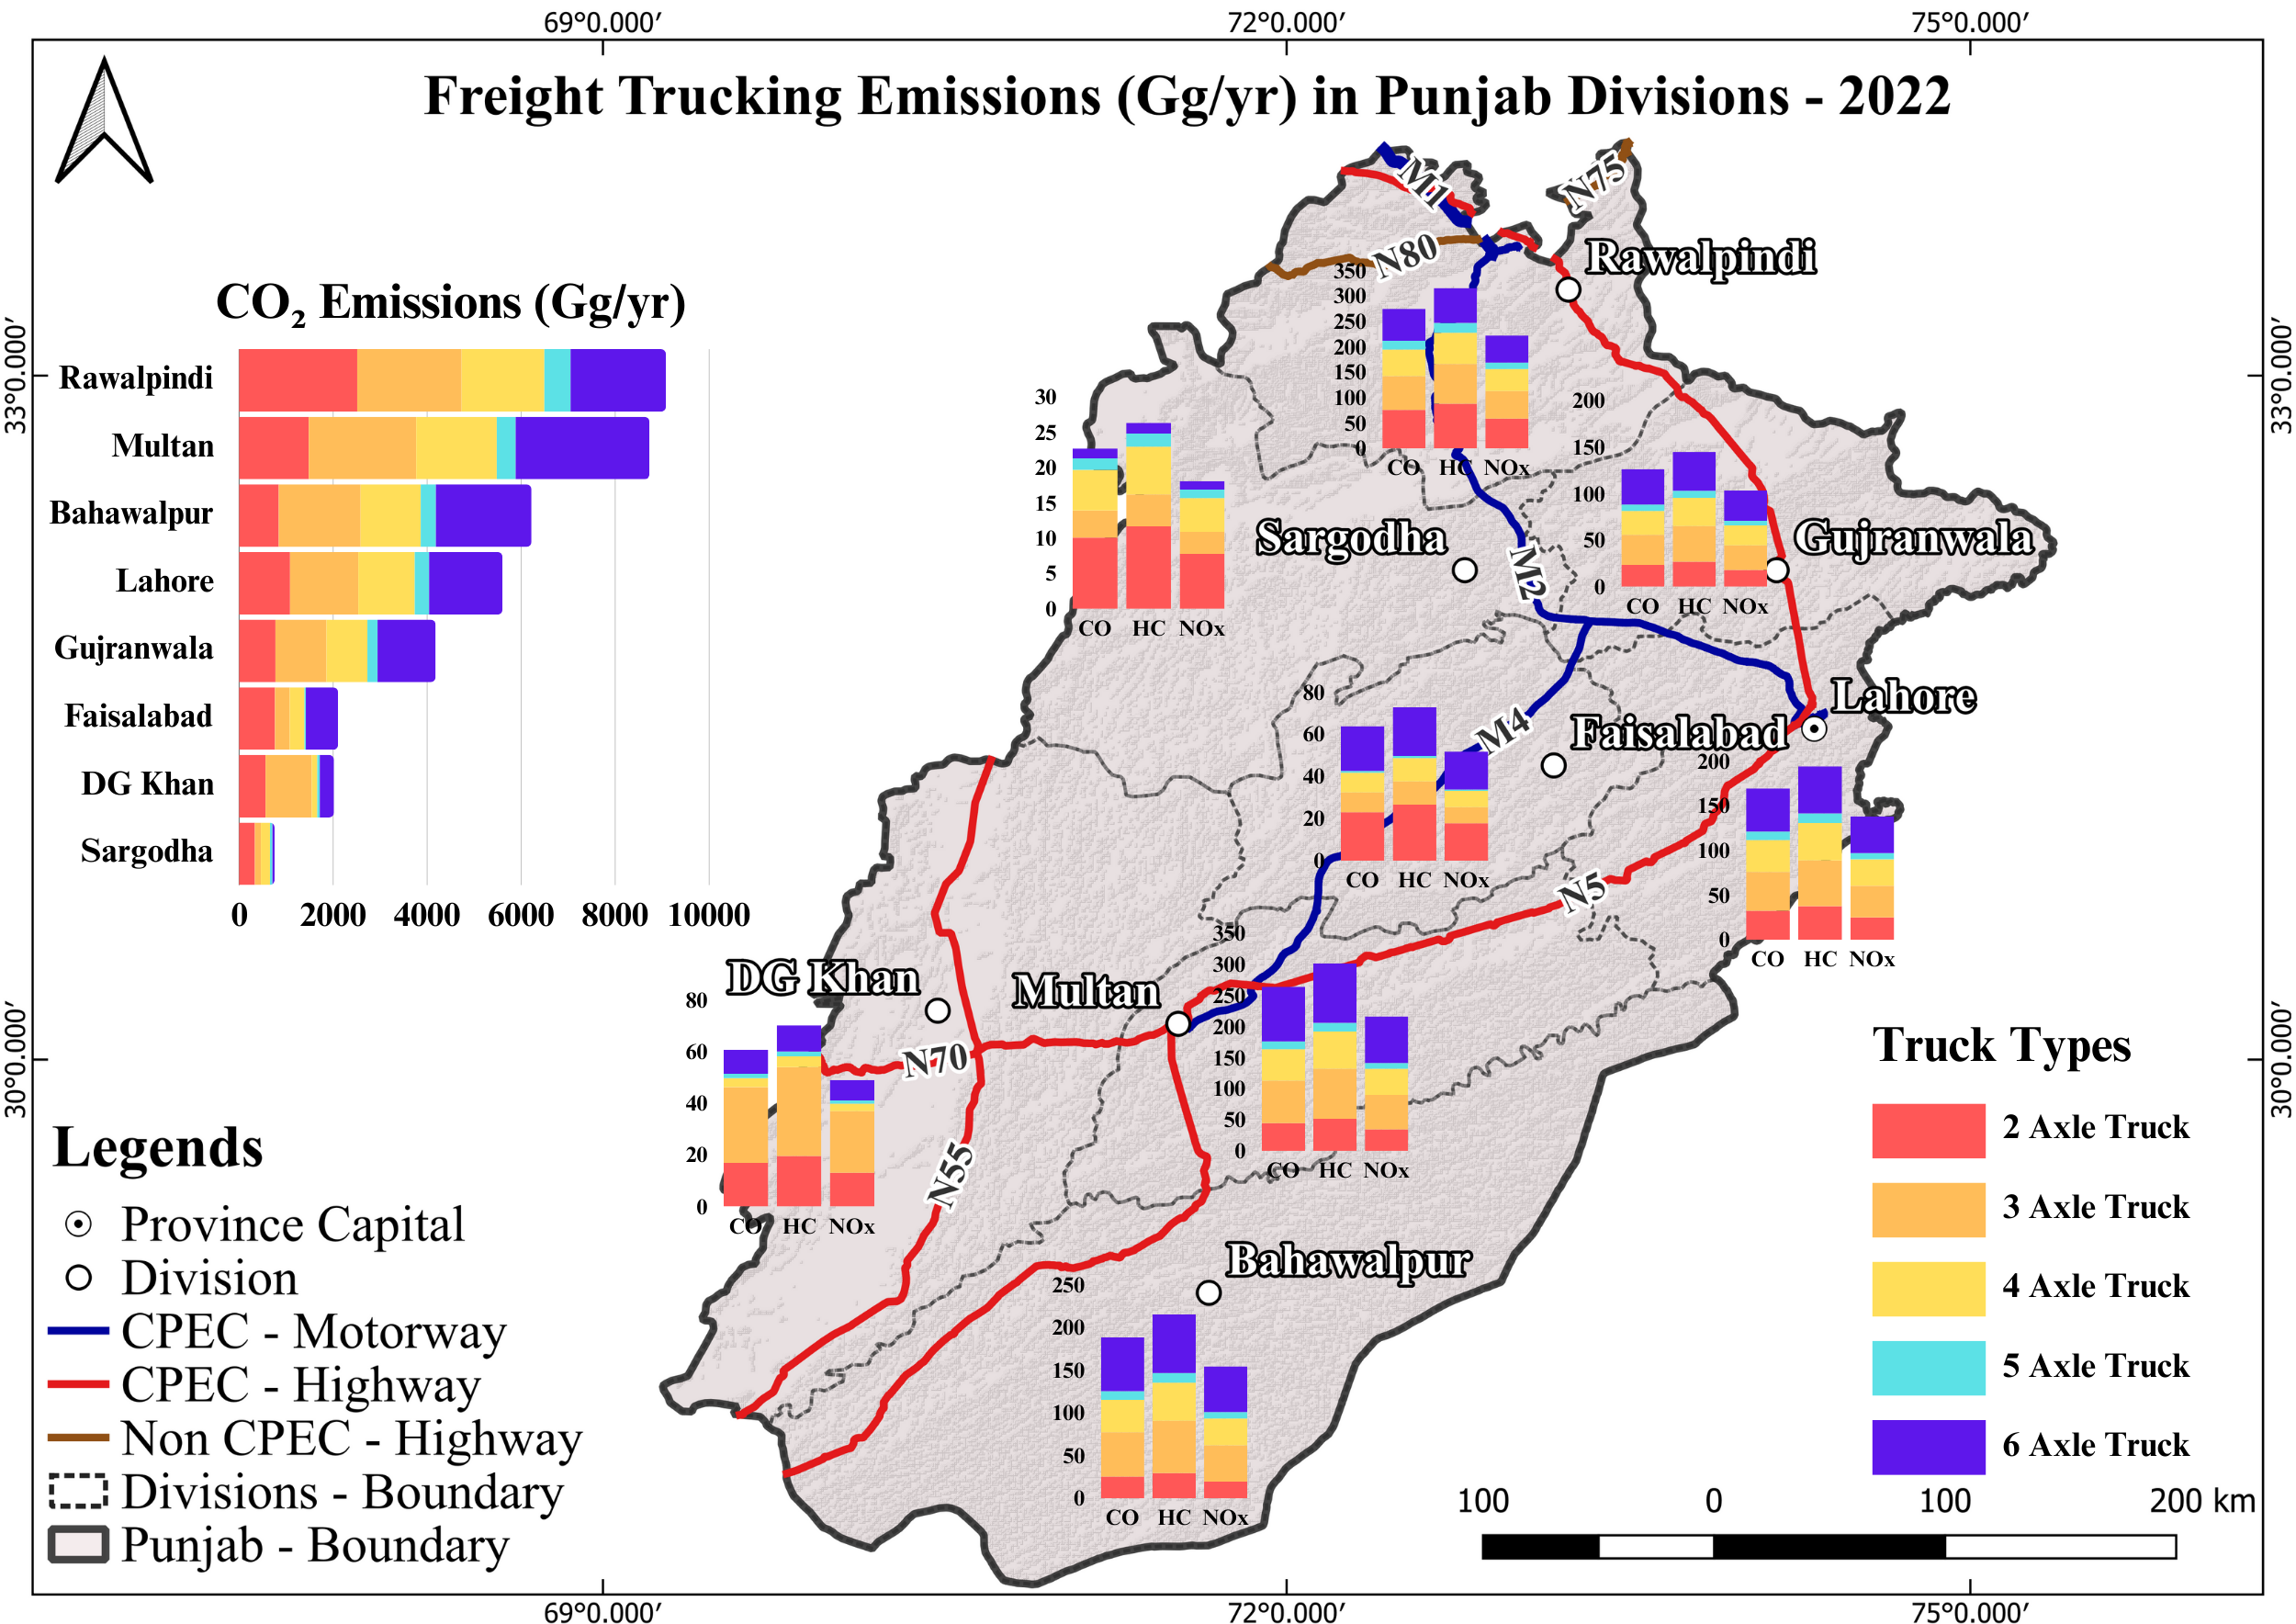 69°0.000′ 72°0.000′ 75°0.000′
Freight Trucking Emissions (Gg/yr) in Punjab Divisions - 2022
33°0.000′
30°0.000′
CO₂ Emissions (Gg/yr)
Rawalpindi
Multan
Bahawalpur
Lahore
Gujranwala
Faisalabad
DG Khan
Sargodha
0 2000 4000 6000 8000 10000
M1
N75
N80
Rawalpindi
350
300
250
200
150
100
50
0
CO HC NOx
33°0.000′
30
25
20
15
10
5
0
CO HC NOx
Sargodha
M2
200
150
100
50
0
CO HC NOx
Gujranwala
Lahore
80
60
40
20
0
CO HC NOx
M4
Faisalabad
200
150
100
50
0
CO HC NOx
N5
DG Khan
80
60
40
20
0
CO HC NOx
N70
N55
Multan
350
300
250
200
150
100
50
0
CO HC NOx
Bahawalpur
250
200
150
100
50
0
CO HC NOx
30°0.000′
Legends
Province Capital
Division
CPEC - Motorway
CPEC - Highway
Non CPEC - Highway
Divisions - Boundary
Punjab - Boundary
Truck Types
2 Axle Truck
3 Axle Truck
4 Axle Truck
5 Axle Truck
6 Axle Truck
100 0 100 200 km
69°0.000′ 72°0.000′ 75°0.000′